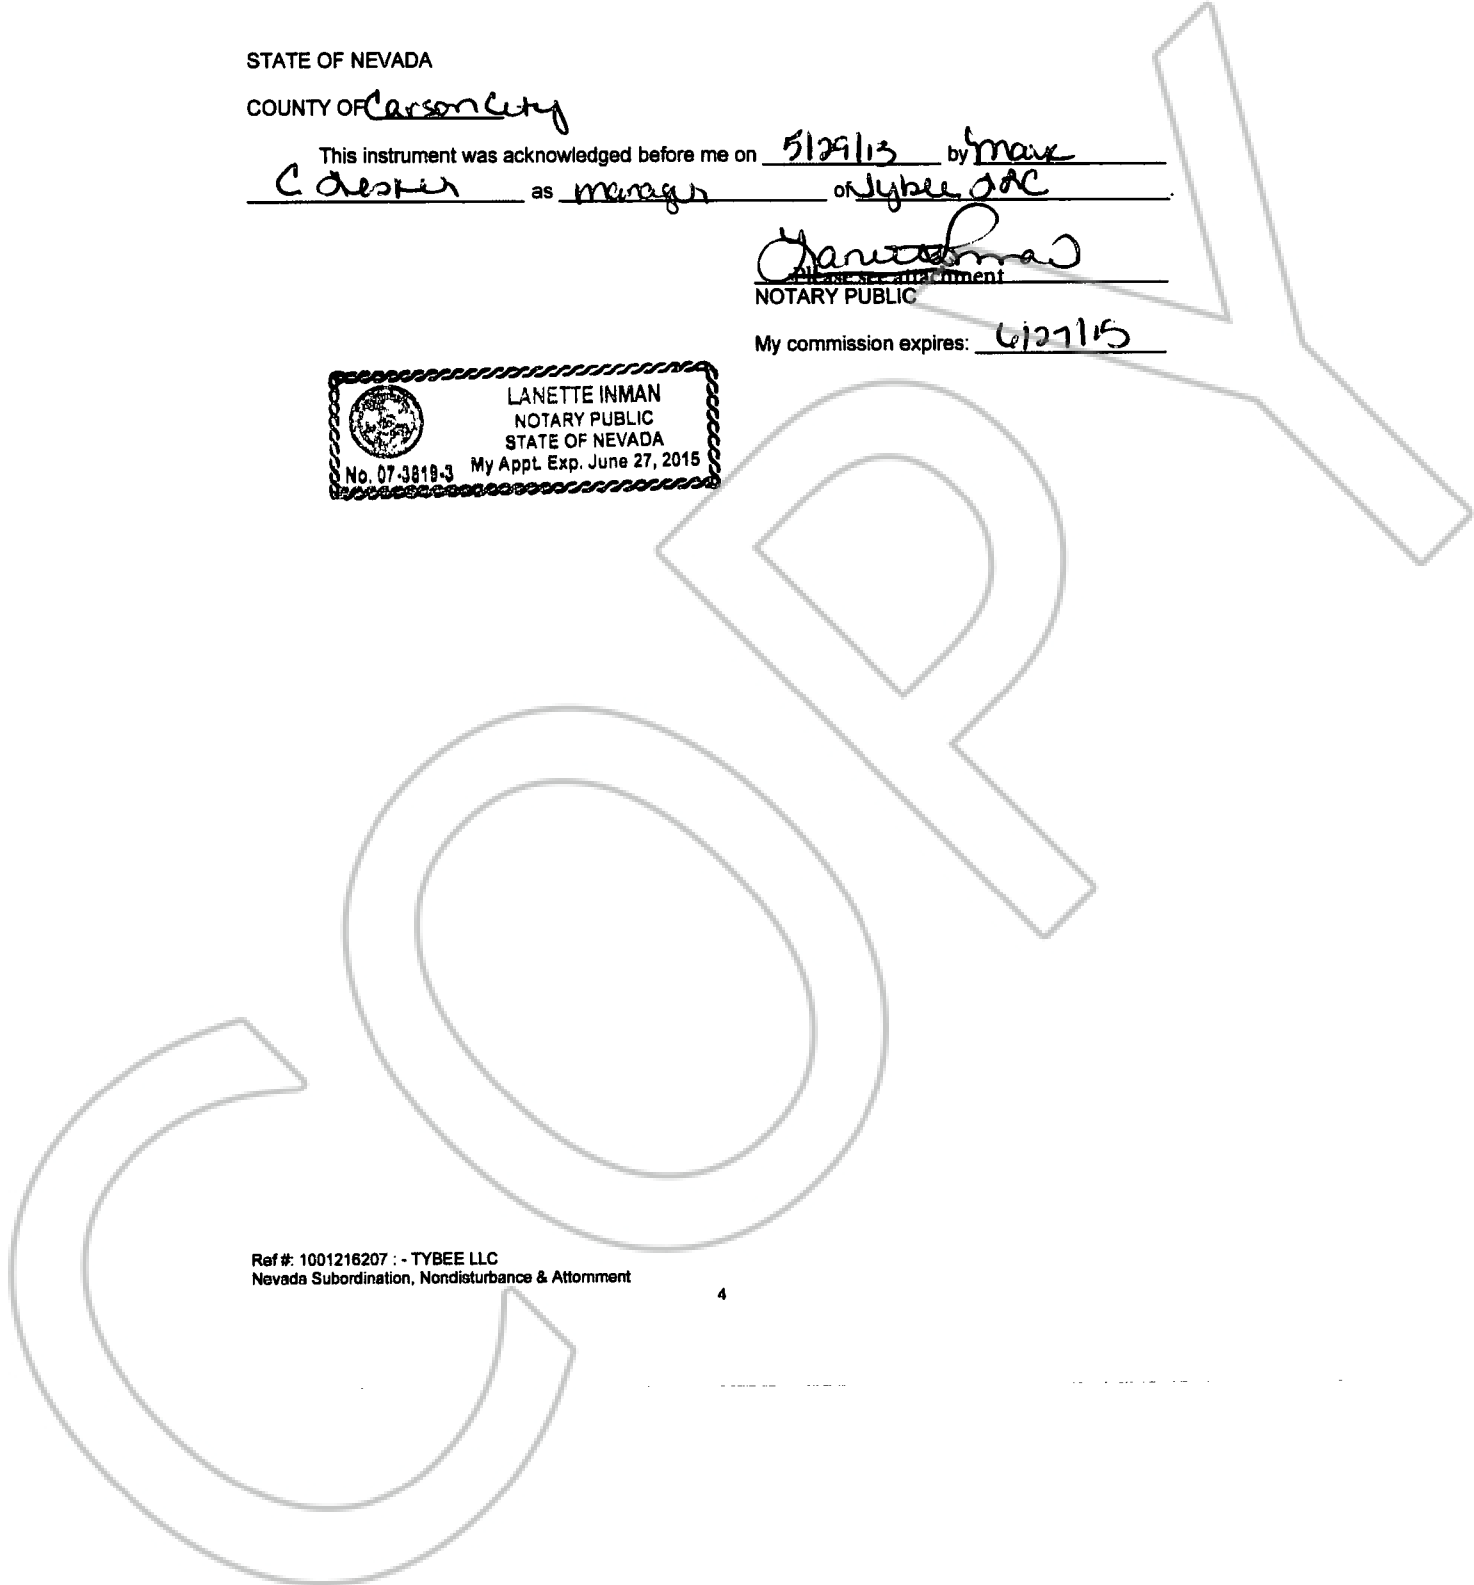 STATE OF NEVADA
COUNTY OF Carson City
This instrument was acknowledged before me on 5/29/13 by Mark
C as manager of Tybee, LLC.
Lanette Inman
Please see attachment
NOTARY PUBLIC
My commission expires: 6/27/15
LANETTE INMAN
NOTARY PUBLIC
STATE OF NEVADA
No. 07-3819-3 My Appt. Exp. June 27, 2015
COPY
Ref #: 1001216207 : - TYBEE LLC
Nevada Subordination, Nondisturbance & Attornment
4